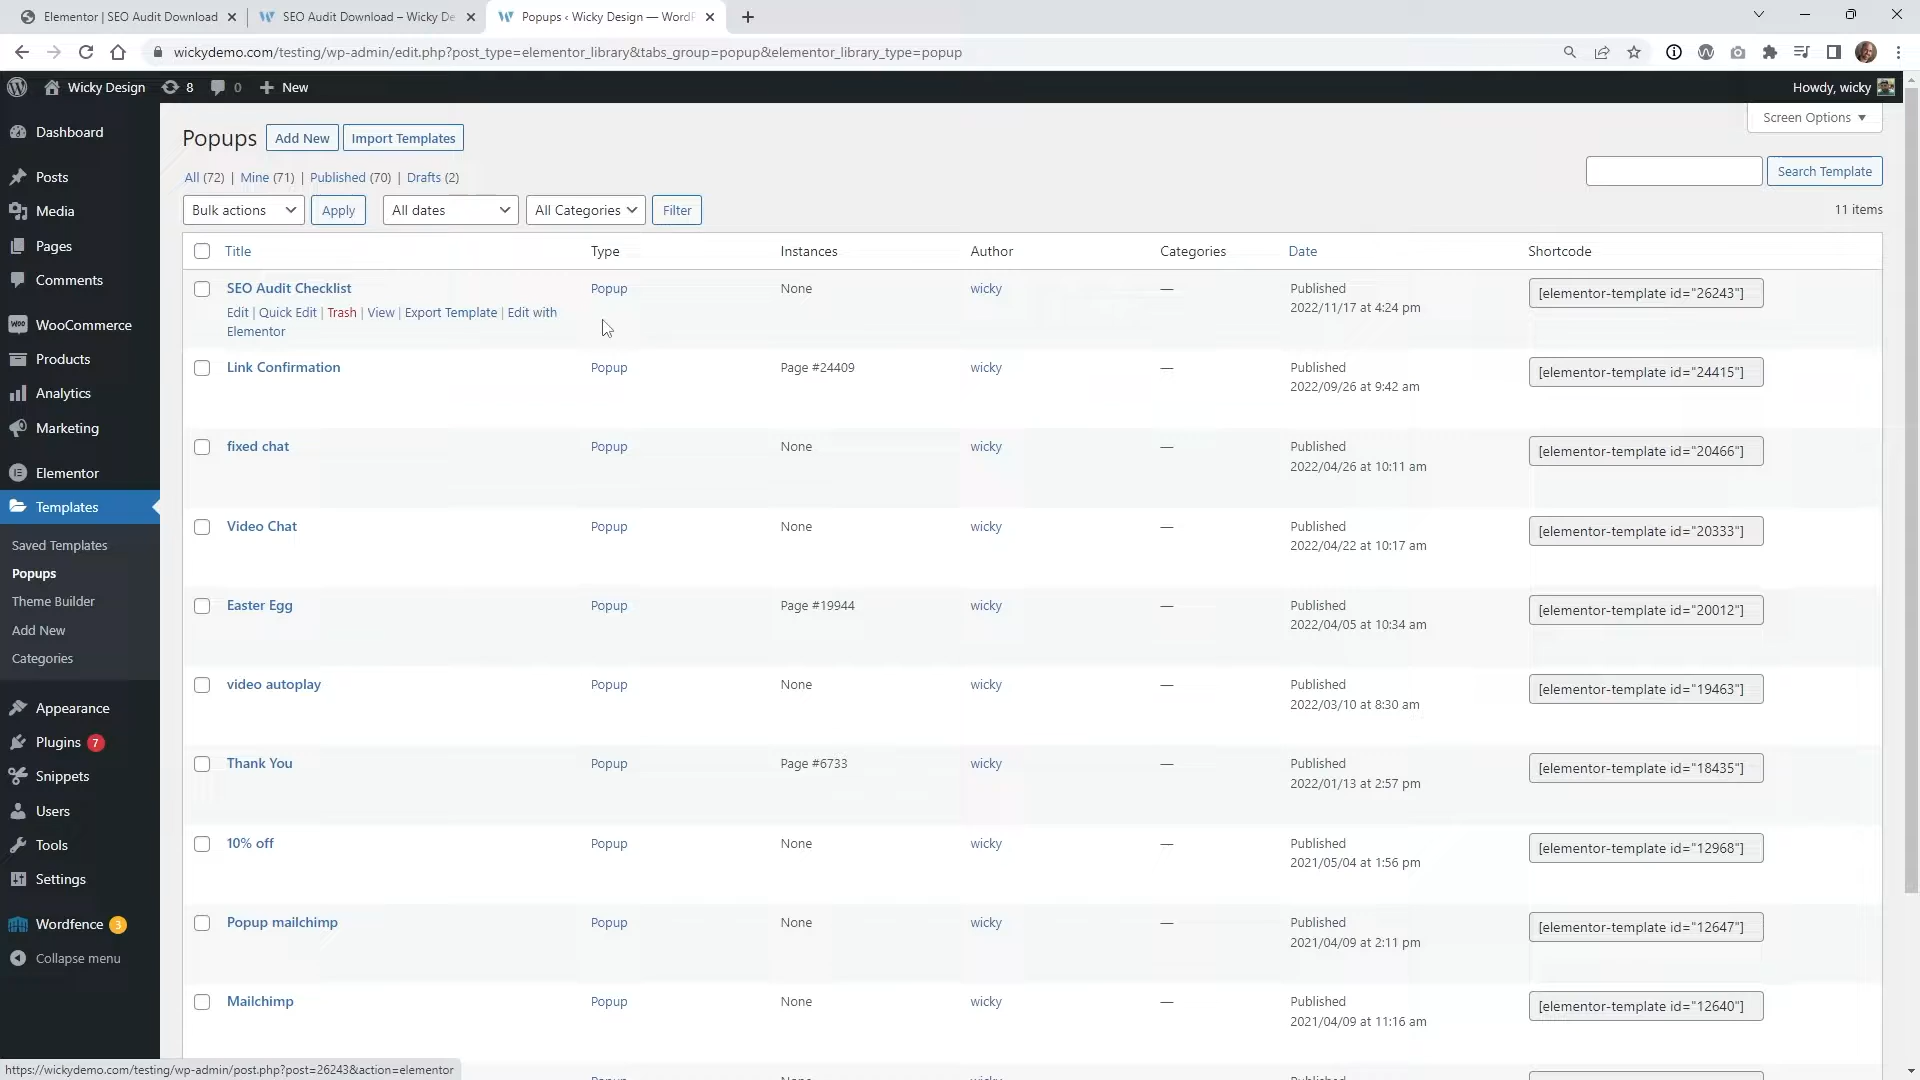 Elementor | SEO Audit Download
SEO Audit Download – Wicky De
Popups ‹ Wicky Design — WordP
wickydemo.com/testing/wp-admin/edit.php?post_type=elementor_library&tabs_group=popup&elementor_library_type=popup
Wicky Design 8 0 + New
Howdy, wicky
Screen Options ▼
Dashboard
Posts
Media
Pages
Comments
WooCommerce
Products
Analytics
Marketing
Elementor
Templates
Saved Templates
Popups
Theme Builder
Add New
Categories
Appearance
Plugins 7
Snippets
Users
Tools
Settings
Wordfence 3
Collapse menu
Popups Add New Import Templates
All (72) | Mine (71) | Published (70) | Drafts (2)
Search Template
Bulk actions Apply All dates All Categories Filter
11 items
Title Type Instances Author Categories Date Shortcode
SEO Audit Checklist Popup None wicky — Published [elementor-template id="26243"]
2022/11/17 at 4:24 pm
Edit | Quick Edit | Trash | View | Export Template | Edit with
Elementor
Link Confirmation Popup Page #24409 wicky — Published [elementor-template id="24415"]
2022/09/26 at 9:42 am
fixed chat Popup None wicky — Published [elementor-template id="20466"]
2022/04/26 at 10:11 am
Video Chat Popup None wicky — Published [elementor-template id="20333"]
2022/04/22 at 10:17 am
Easter Egg Popup Page #19944 wicky — Published [elementor-template id="20012"]
2022/04/05 at 10:34 am
video autoplay Popup None wicky — Published [elementor-template id="19463"]
2022/03/10 at 8:30 am
Thank You Popup Page #6733 wicky — Published [elementor-template id="18435"]
2022/01/13 at 2:57 pm
10% off Popup None wicky — Published [elementor-template id="12968"]
2021/05/04 at 1:56 pm
Popup mailchimp Popup None wicky — Published [elementor-template id="12647"]
2021/04/09 at 2:11 pm
Mailchimp Popup None wicky — Published [elementor-template id="12640"]
2021/04/09 at 11:16 am
https://wickydemo.com/testing/wp-admin/post.php?post=26243&action=elementor